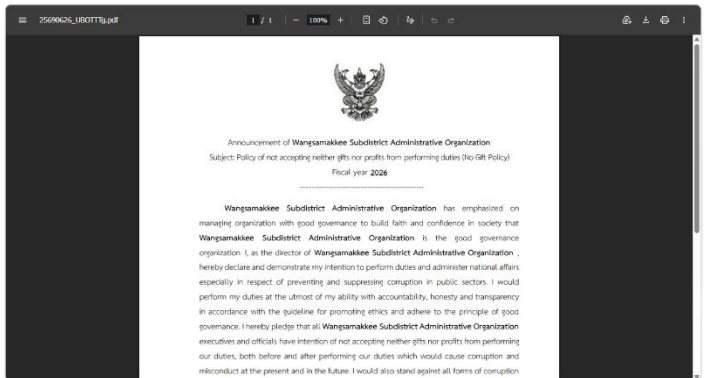 25690626_UBOTTTg.pdf
1 / 1
100%
Announcement of Wangsamakkee Subdistrict Administrative Organization
Subject: Policy of not accepting neither gifts nor profits from performing duties (No Gift Policy)
Fiscal year 2026
Wangsamakkee Subdistrict Administrative Organization has emphasized on
managing organization with good governance to build faith and confidence in society that
Wangsamakkee Subdistrict Administrative Organization is the good governance
organization. I, as the director of Wangsamakkee Subdistrict Administrative Organization ,
hereby declare and demonstrate my intention to perform duties and administer national affairs
especially in respect of preventing and suppressing corruption in public sectors. I would
perform my duties at the utmost of my ability with accountability, honesty and transparency
in accordance with the guideline for promoting ethics and adhere to the principle of good
governance. I hereby pledge that all Wangsamakkee Subdistrict Administrative Organization
executives and officials have intention of not accepting neither gifts nor profits from performing
our duties, both before and after performing our duties which would cause corruption and
misconduct at the present and in the future. I would also stand against all forms of corruption